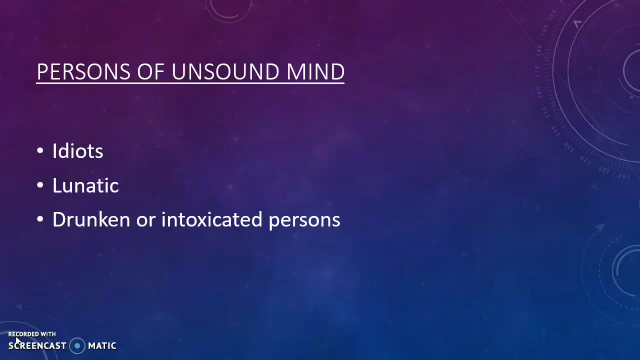 PERSONS OF UNSOUND MIND
• Idiots
• Lunatic
• Drunken or intoxicated persons
RECORDED WITH
SCREENCAST MATIC